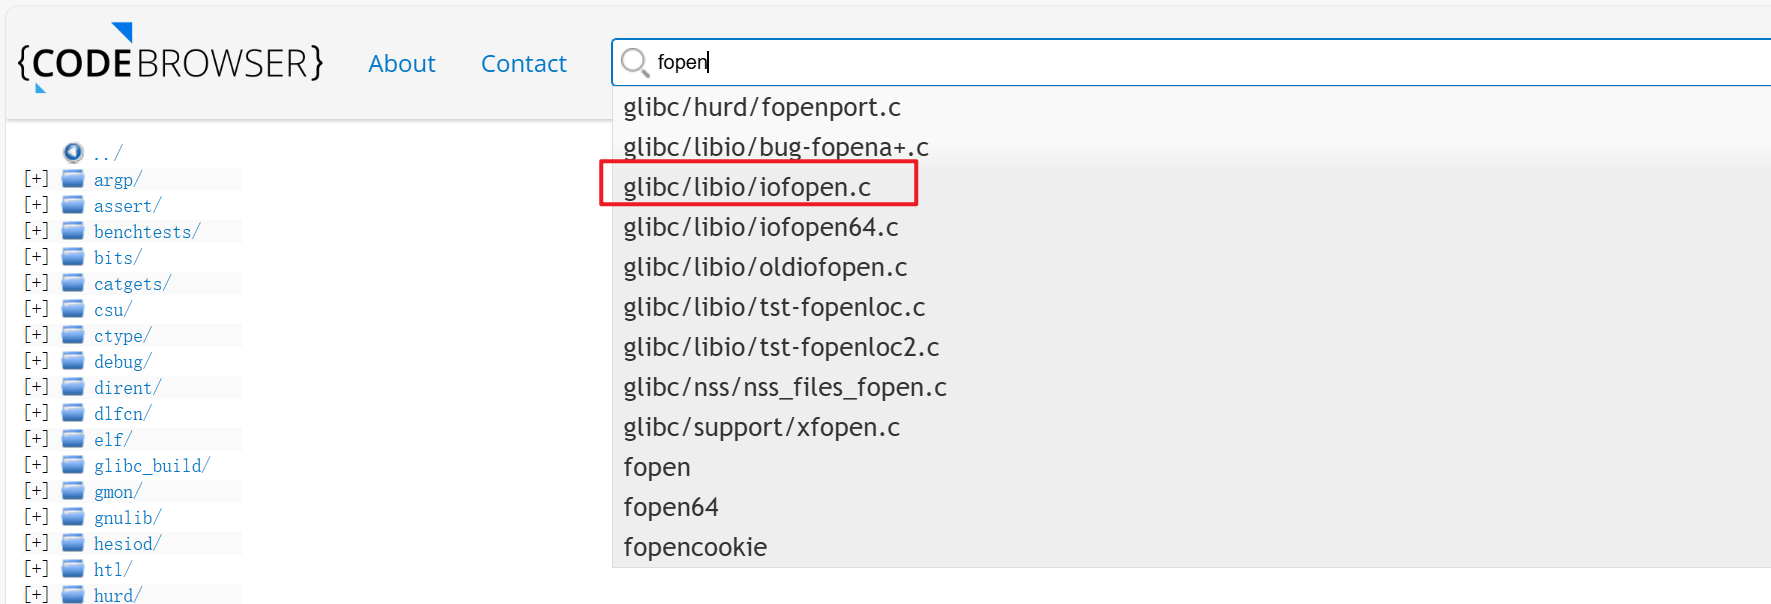 {CODEBROWSER}
About
Contact
fopen
glibc/hurd/fopenport.c
glibc/libio/bug-fopena+.c
glibc/libio/iofopen.c
glibc/libio/iofopen64.c
glibc/libio/oldiofopen.c
glibc/libio/tst-fopenloc.c
glibc/libio/tst-fopenloc2.c
glibc/nss/nss_files_fopen.c
glibc/support/xfopen.c
fopen
fopen64
fopencookie
../
[+] argp/
[+] assert/
[+] benchtests/
[+] bits/
[+] catgets/
[+] csu/
[+] ctype/
[+] debug/
[+] dirent/
[+] dlfcn/
[+] elf/
[+] glibc_build/
[+] gmon/
[+] gnulib/
[+] hesiod/
[+] htl/
[+] hurd/